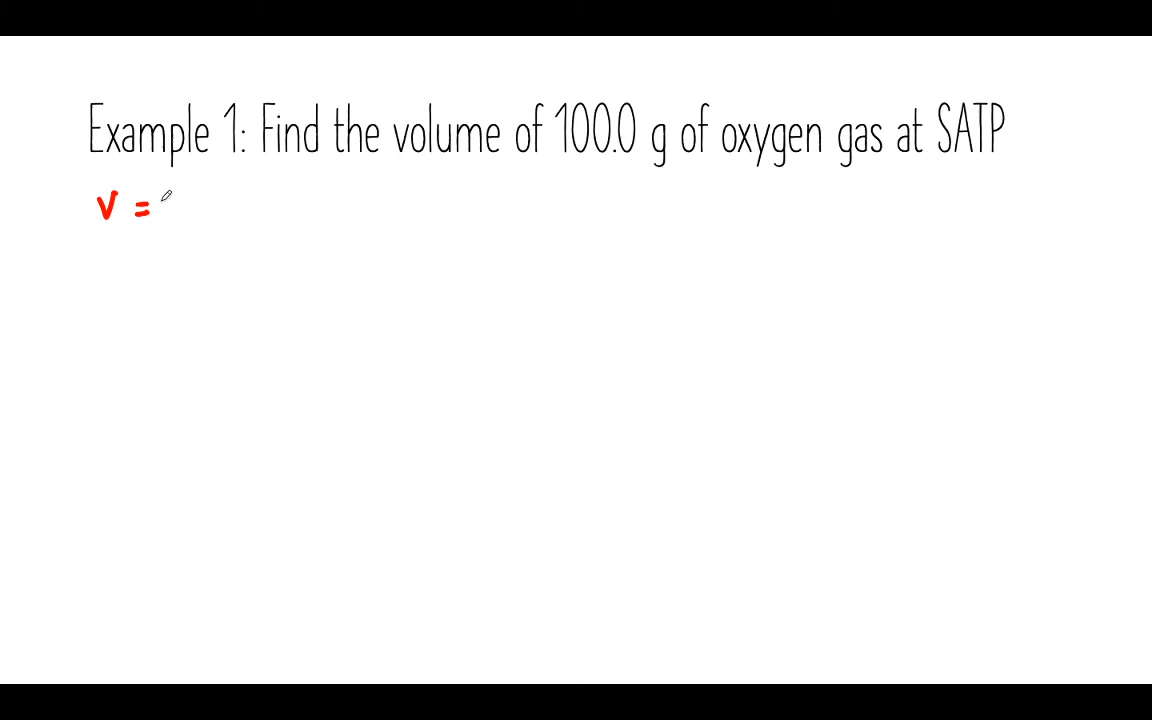 Example 1: Find the volume of 100.0 g of oxygen gas at SATP
V =